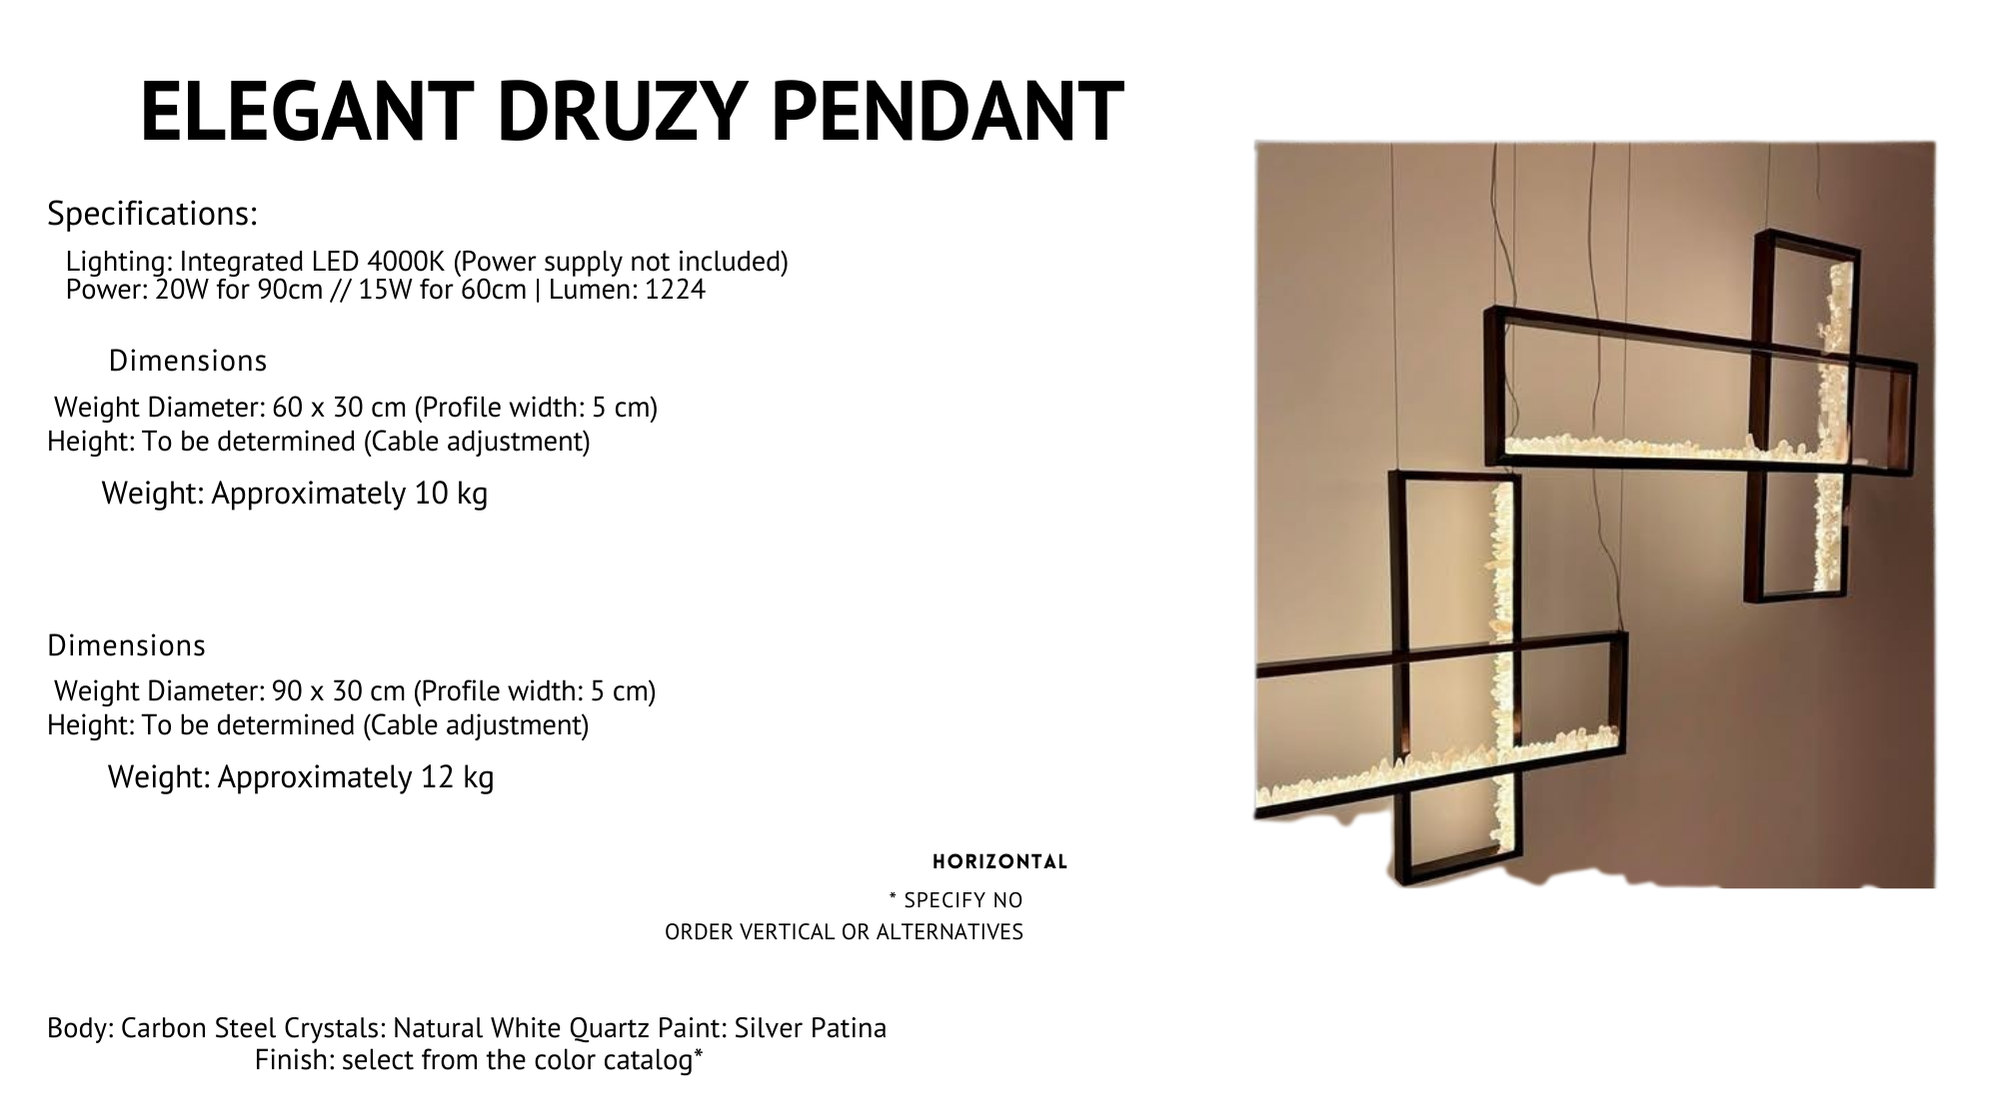 ELEGANT DRUZY PENDANT
Specifications:
Lighting: Integrated LED 4000K (Power supply not included)
Power: 20W for 90cm // 15W for 60cm | Lumen: 1224
Dimensions
Weight Diameter: 60 x 30 cm (Profile width: 5 cm)
Height: To be determined (Cable adjustment)
Weight: Approximately 10 kg
Dimensions
Weight Diameter: 90 x 30 cm (Profile width: 5 cm)
Height: To be determined (Cable adjustment)
Weight: Approximately 12 kg
HORIZONTAL
* SPECIFY NO
ORDER VERTICAL OR ALTERNATIVES
Body: Carbon Steel Crystals: Natural White Quartz Paint: Silver Patina
Finish: select from the color catalog*